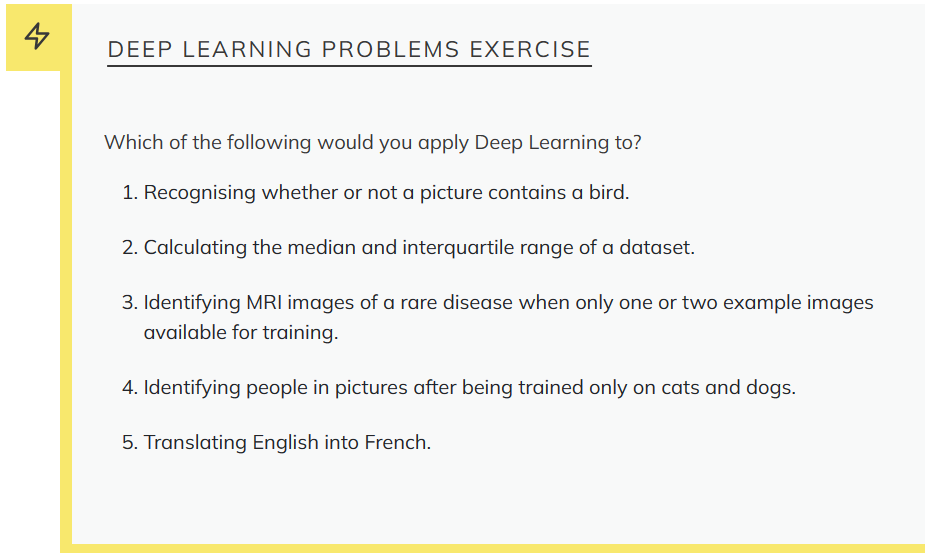 DEEP LEARNING PROBLEMS EXERCISE
Which of the following would you apply Deep Learning to?
1. Recognising whether or not a picture contains a bird.
2. Calculating the median and interquartile range of a dataset.
3. Identifying MRI images of a rare disease when only one or two example images
available for training.
4. Identifying people in pictures after being trained only on cats and dogs.
5. Translating English into French.